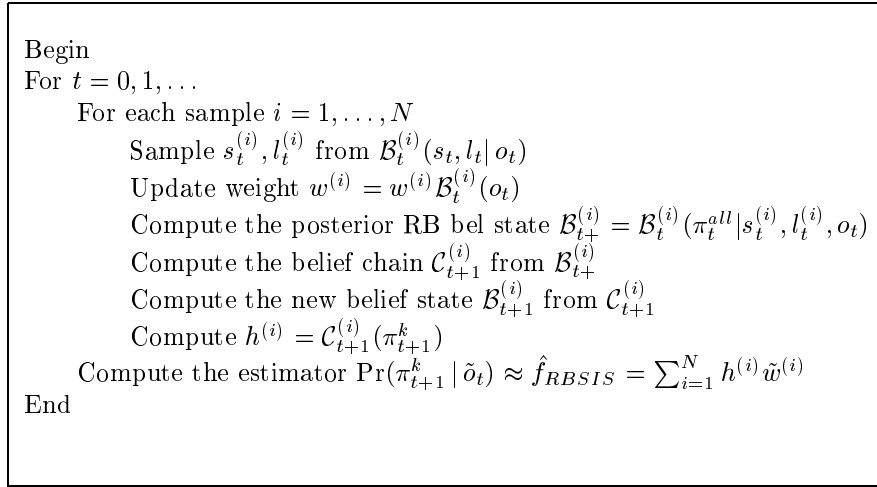 Begin
For $t = 0, 1, \ldots$
For each sample $i = 1, \ldots, N$
Sample $s_t^{(i)}, l_t^{(i)}$ from $\mathcal{B}_t^{(i)}(s_t, l_t | o_t)$
Update weight $w^{(i)} = w^{(i)} \mathcal{B}_t^{(i)}(o_t)$
Compute the posterior RB bel state $\mathcal{B}_{t+}^{(i)} = \mathcal{B}_t^{(i)}(\pi_t^{all} | s_t^{(i)}, l_t^{(i)}, o_t)$
Compute the belief chain $\mathcal{C}_{t+1}^{(i)}$ from $\mathcal{B}_{t+}^{(i)}$
Compute the new belief state $\mathcal{B}_{t+1}^{(i)}$ from $\mathcal{C}_{t+1}^{(i)}$
Compute $h^{(i)} = \mathcal{C}_{t+1}^{(i)}(\pi_{t+1}^k)$
Compute the estimator $\Pr(\pi_{t+1}^k | \tilde{o}_t) \approx \hat{f}_{RBSIS} = \sum_{i=1}^N h^{(i)} \tilde{w}^{(i)}$
End